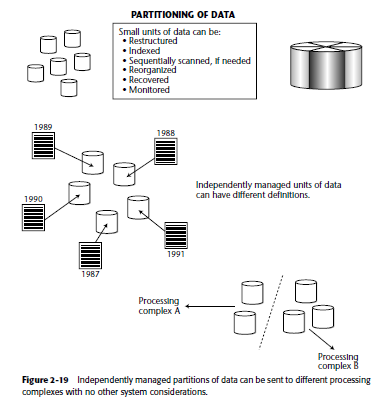 PARTITIONING OF DATA
Small units of data can be:
• Restructured
• Indexed
• Sequentially scanned, if needed
• Reorganized
• Recovered
• Monitored
1989
1988
Independently managed units of data
can have different definitions.
1990
1991
1987
Processing
complex A
Processing
complex B
Figure 2-19 Independently managed partitions of data can be sent to different processing
complexes with no other system considerations.